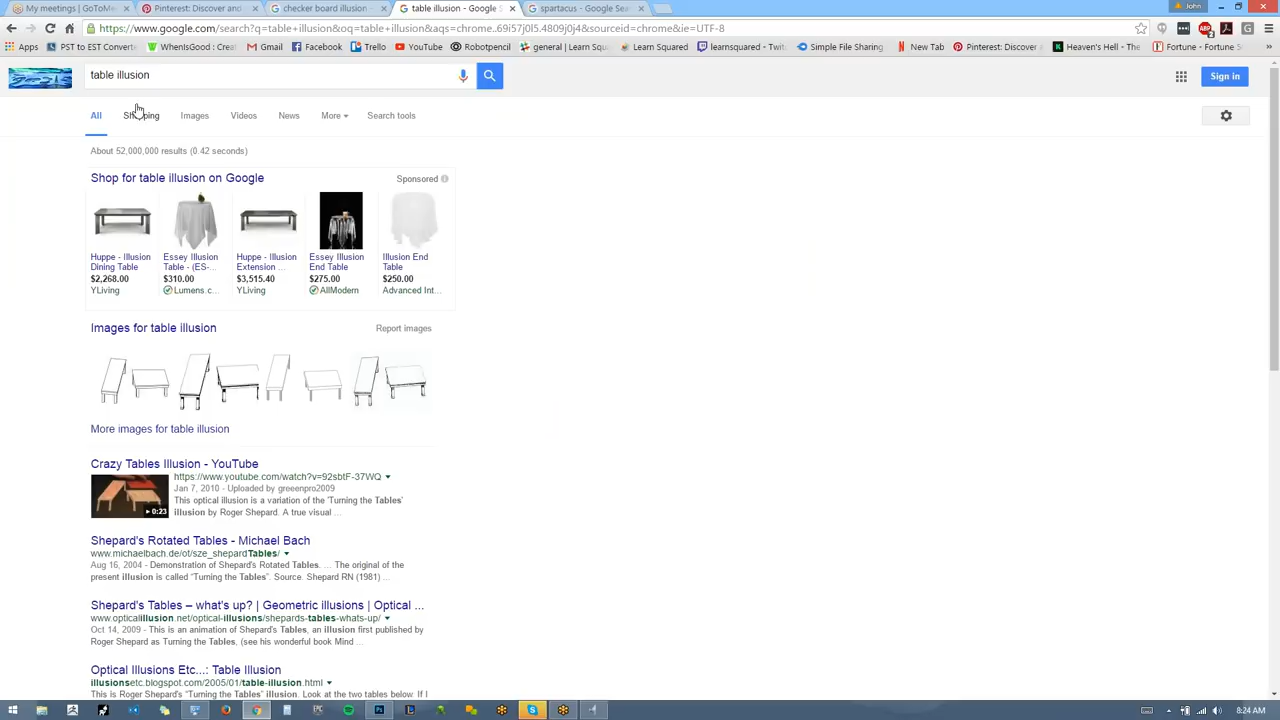 My meetings | GoToMee
Pinterest: Discover and
checker board illusion
table illusion - Google S
spartacus - Google Sea
John
https://www.google.com/search?q=table+illusion&oq=table+illusion&aqs=chrome..69i57j0l5.4809j0j4&sourceid=chrome&ie=UTF-8
Apps
PST to EST Converte
WhenIsGood: Crea
Gmail
Facebook
Trello
YouTube
Robotpencil
general | Learn Squ
Learn Squared
learnsquared - Twitt
Simple File Sharing
New Tab
Pinterest: Discover
Heaven's Hell - The
Fortune - Fortune S
table illusion
Sign in
All
Shopping
Images
Videos
News
More
Search tools
About 52,000,000 results (0.42 seconds)
Shop for table illusion on Google
Sponsored
Huppe - Illusion
Dining Table
$2,268.00
YLiving
Essey Illusion
Table - (ES-...
$310.00
Lumens.c...
Huppe - Illusion
Extension ...
$3,515.40
YLiving
Essey Illusion
End Table
$275.00
AllModern
Illusion End
Table
$250.00
Advanced Int...
Images for table illusion
Report images
More images for table illusion
Crazy Tables Illusion - YouTube
https://www.youtube.com/watch?v=92sbtF-37WQ
Jan 7, 2010 - Uploaded by greeenpro2009
This optical illusion is a variation of the 'Turning the Tables'
illusion by Roger Shepard. A true visual ...
0:23
Shepard's Rotated Tables - Michael Bach
www.michaelbach.de/ot/sze_shepardTables/
Aug 16, 2004 - Demonstration of Shepard's Rotated Tables. ... The original of the
present illusion is called “Turning the Tables”. Source. Shepard RN (1981) ...
Shepard's Tables – what's up? | Geometric illusions | Optical ...
www.opticalillusion.net/optical-illusions/shepards-tables-whats-up/
Oct 14, 2009 - This is an animation of Shepard's Tables, an illusion first published by
Roger Shepard as Turning the Tables, (see his wonderful book Mind ...
Optical Illusions Etc...: Table Illusion
illusionsetc.blogspot.com/2005/01/table-illusion.html
This is Roger Shepard's "Turning the Tables" illusion. Look at the two tables below. If I
8:24 AM